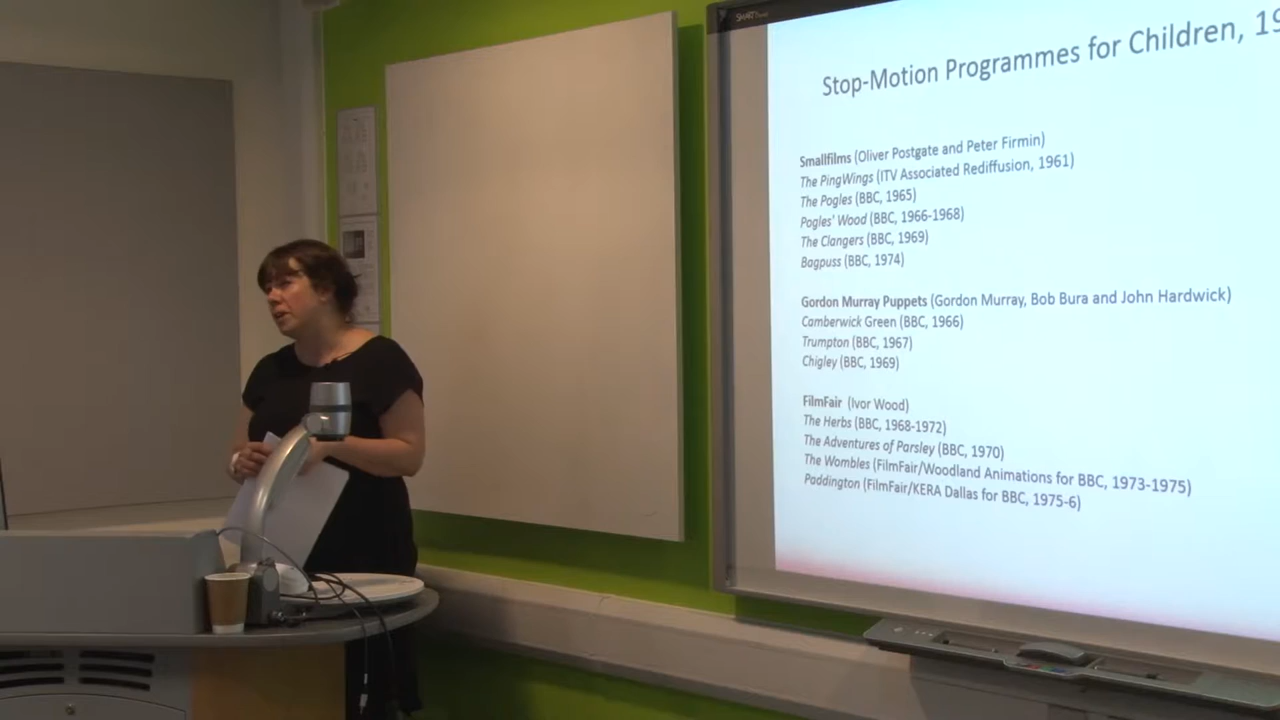 SMART
Stop-Motion Programmes for Children, 19
Smallfilms (Oliver Postgate and Peter Firmin)
The PingWings (ITV Associated Rediffusion, 1961)
The Pogles (BBC, 1965)
Pogles' Wood (BBC, 1966-1968)
The Clangers (BBC, 1969)
Bagpuss (BBC, 1974)
Gordon Murray Puppets (Gordon Murray, Bob Bura and John Hardwick)
Camberwick Green (BBC, 1966)
Trumpton (BBC, 1967)
Chigley (BBC, 1969)
FilmFair (Ivor Wood)
The Herbs (BBC, 1968-1972)
The Adventures of Parsley (BBC, 1970)
The Wombles (FilmFair/Woodland Animations for BBC, 1973-1975)
Paddington (FilmFair/KERA Dallas for BBC, 1975-6)